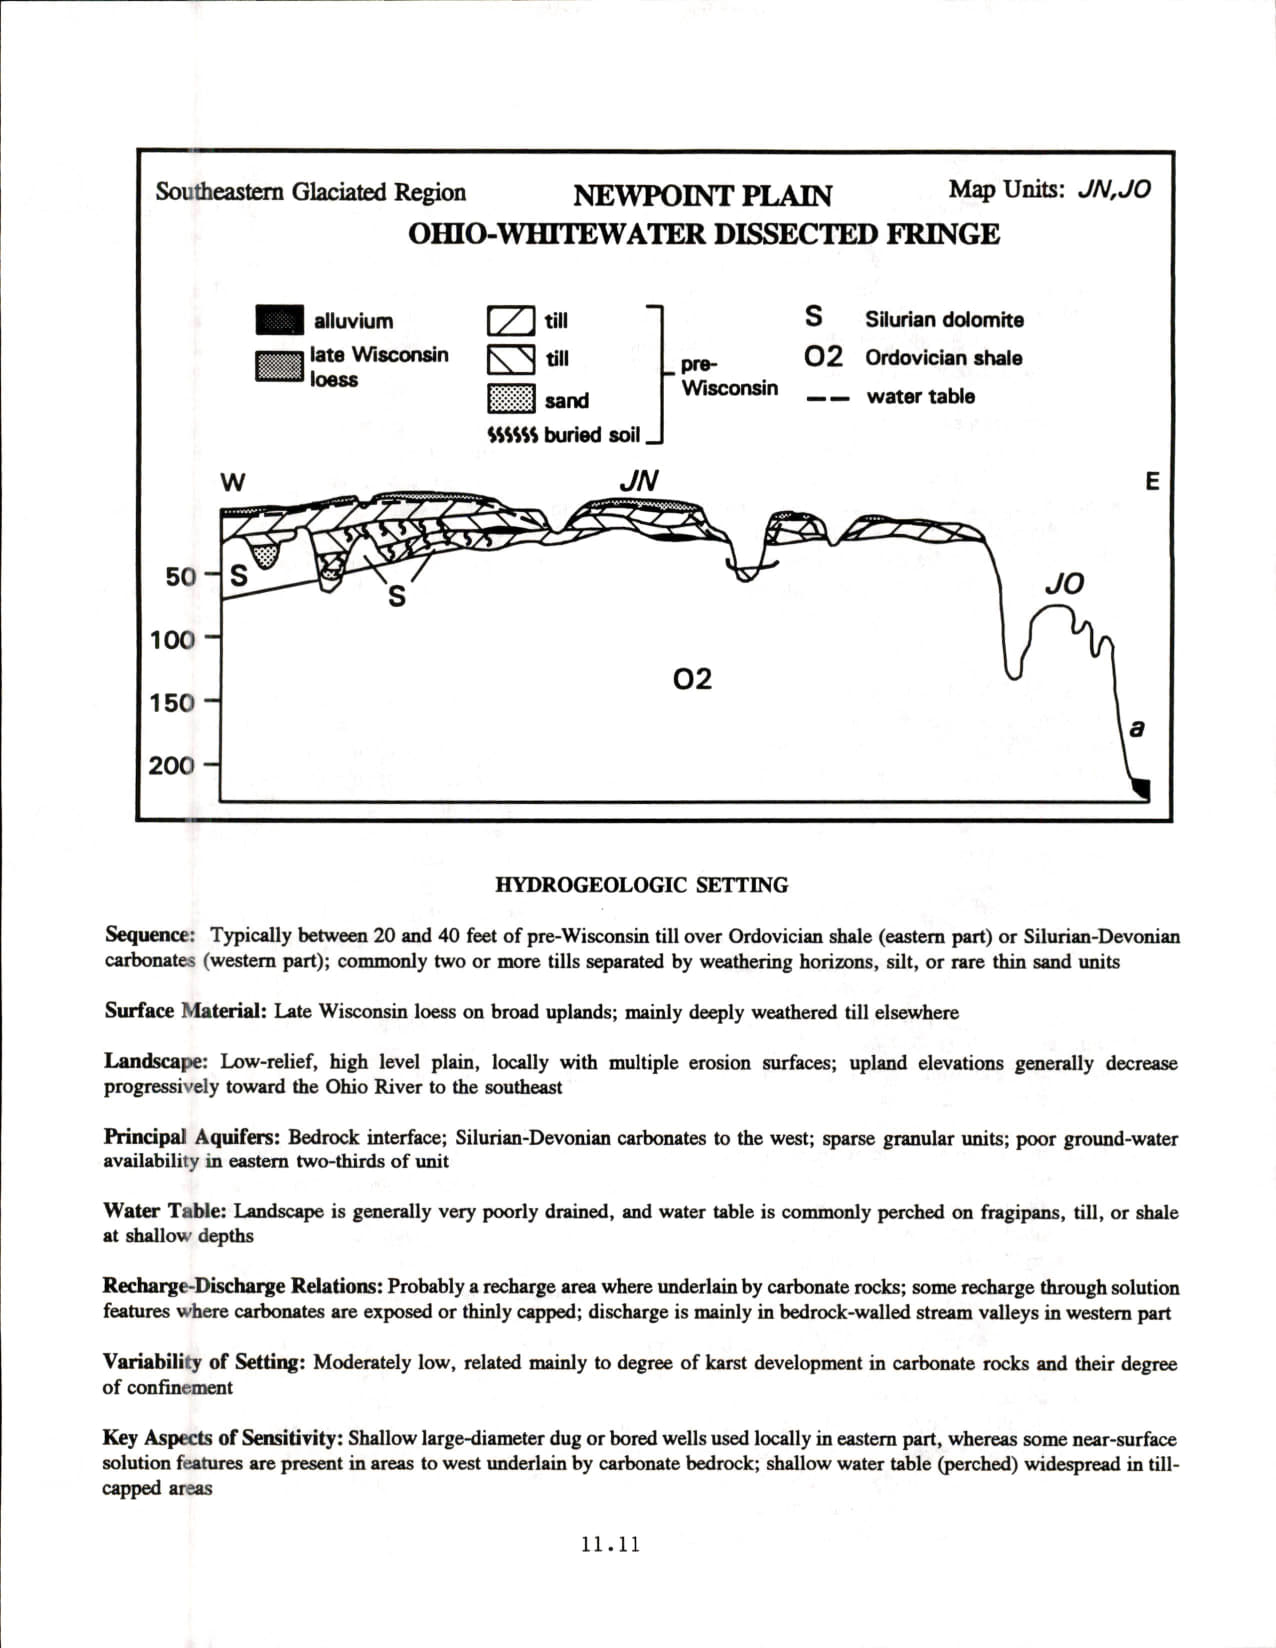 Southeastern Glaciated Region
NEWPOINT PLAIN
Map Units: JN,JO
OHIO-WHITEWATER DISSECTED FRINGE
alluvium
late Wisconsin
loess
till
till
sand
buried soil
pre-
Wisconsin
S Silurian dolomite
O2 Ordovician shale
water table
W
JN
E
50
S
S
JO
100
O2
150
a
200
HYDROGEOLOGIC SETTING
Sequence: Typically between 20 and 40 feet of pre-Wisconsin till over Ordovician shale (eastern part) or Silurian-Devonian
carbonates (western part); commonly two or more tills separated by weathering horizons, silt, or rare thin sand units
Surface Material: Late Wisconsin loess on broad uplands; mainly deeply weathered till elsewhere
Landscape: Low-relief, high level plain, locally with multiple erosion surfaces; upland elevations generally decrease
progressively toward the Ohio River to the southeast
Principal Aquifers: Bedrock interface; Silurian-Devonian carbonates to the west; sparse granular units; poor ground-water
availability in eastern two-thirds of unit
Water Table: Landscape is generally very poorly drained, and water table is commonly perched on fragipans, till, or shale
at shallow depths
Recharge-Discharge Relations: Probably a recharge area where underlain by carbonate rocks; some recharge through solution
features where carbonates are exposed or thinly capped; discharge is mainly in bedrock-walled stream valleys in western part
Variability of Setting: Moderately low, related mainly to degree of karst development in carbonate rocks and their degree
of confinement
Key Aspects of Sensitivity: Shallow large-diameter dug or bored wells used locally in eastern part, whereas some near-surface
solution features are present in areas to west underlain by carbonate bedrock; shallow water table (perched) widespread in till-
capped areas
11.11